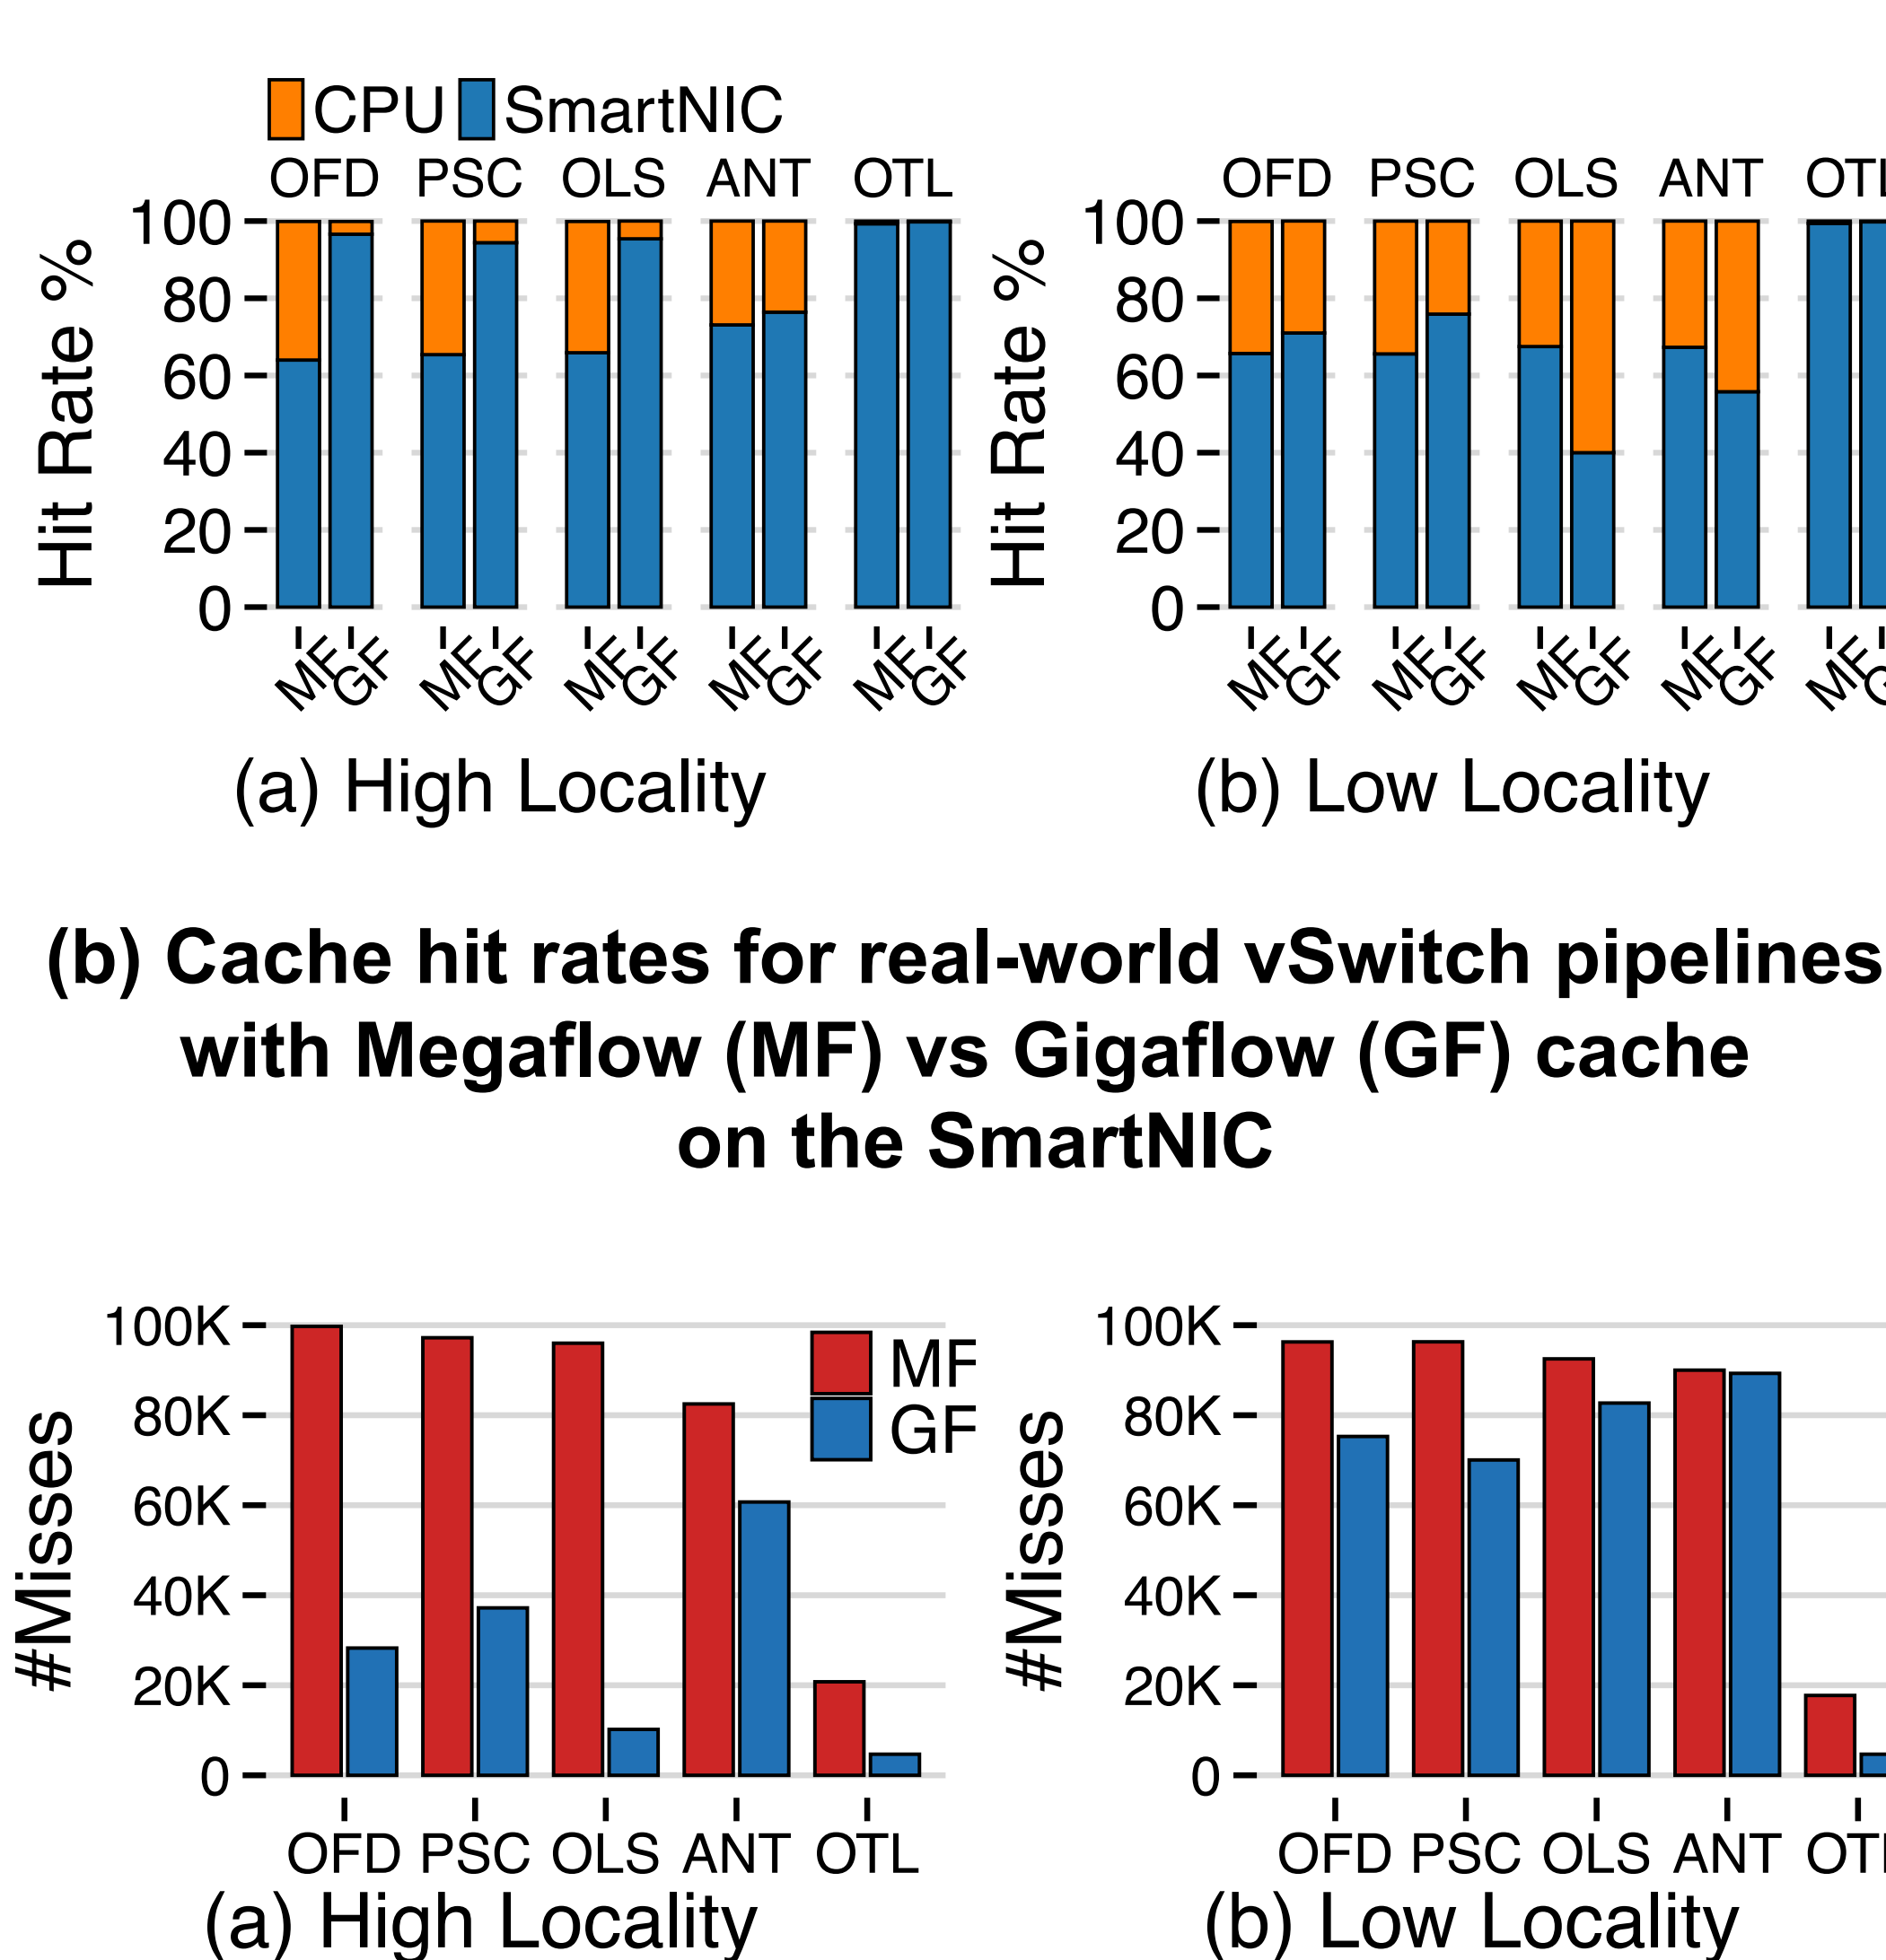 CPU SmartNIC
OFD PSC OLS ANT OTL
Hit Rate %
100
80
60
40
20
0
MF GF MF GF MF GF MF GF MF GF
(a) High Locality
OFD PSC OLS ANT OTL
Hit Rate %
100
80
60
40
20
0
MF GF MF GF MF GF MF GF MF GF
(b) Low Locality
(b) Cache hit rates for real-world vSwitch pipelines
with Megaflow (MF) vs Gigaflow (GF) cache
on the SmartNIC
MF
GF
#Misses
100K
80K
60K
40K
20K
0
OFD PSC OLS ANT OTL
(a) High Locality
#Misses
100K
80K
60K
40K
20K
0
OFD PSC OLS ANT OTL
(b) Low Locality